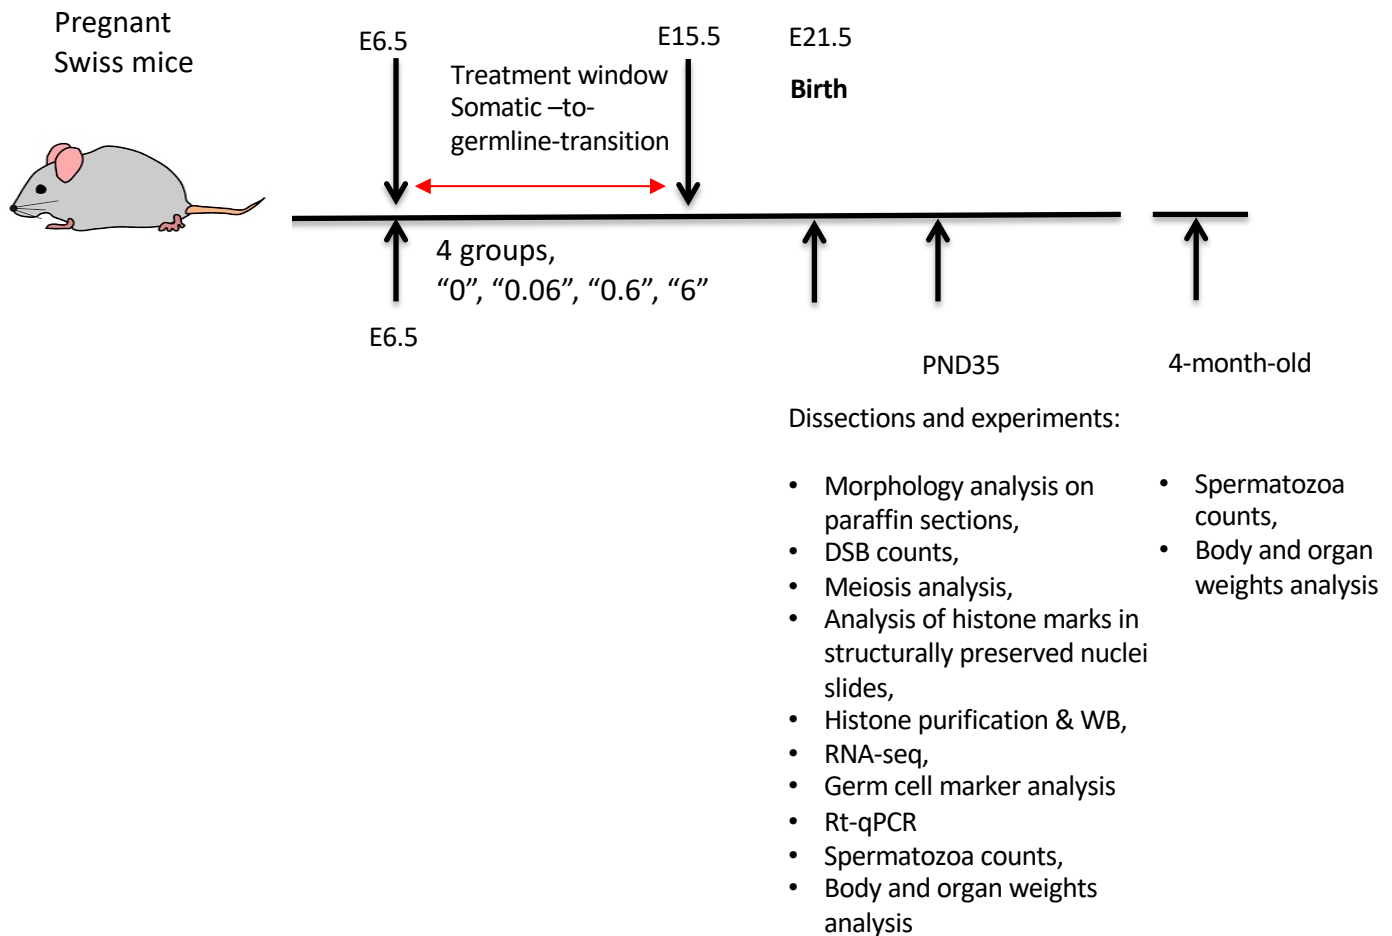 Pregnant
Swiss mice
E6.5
E15.5
E21.5
Birth
Treatment window
Somatic –to-
germline-transition
4 groups,
“0”, “0.06”, “0.6”, “6”
E6.5
PND35
4-month-old
Dissections and experiments:
• Morphology analysis on
paraffin sections,
• DSB counts,
• Meiosis analysis,
• Analysis of histone marks in
structurally preserved nuclei
slides,
• Histone purification & WB,
• RNA-seq,
• Germ cell marker analysis
• Rt-qPCR
• Spermatozoa counts,
• Body and organ weights
analysis
• Spermatozoa
counts,
• Body and organ
weights analysis